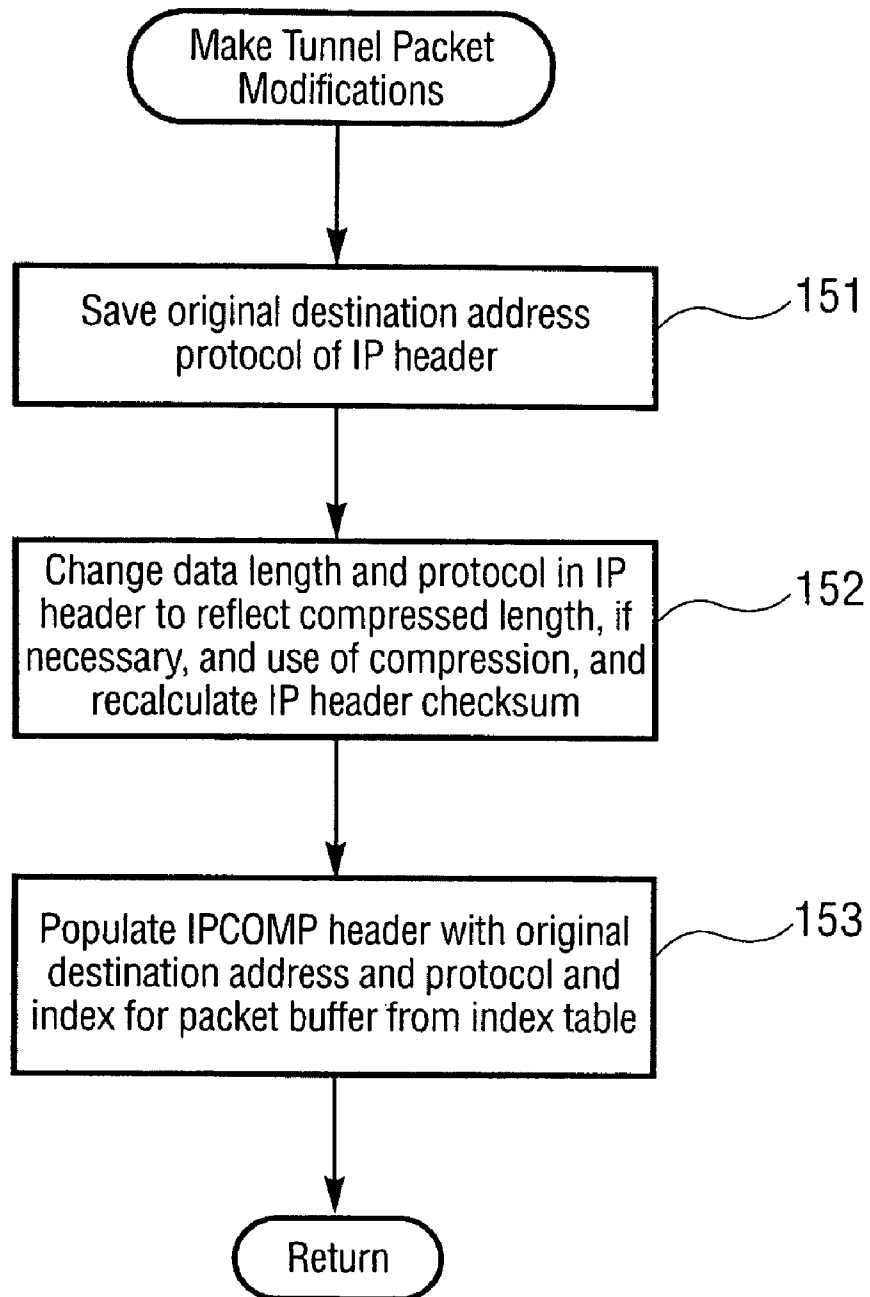 Make Tunnel Packet
Modifications
Save original destination address
protocol of IP header
151
Change data length and protocol in IP
header to reflect compressed length, if
necessary, and use of compression, and
recalculate IP header checksum
152
Populate IPCOMP header with original
destination address and protocol and
index for packet buffer from index table
153
Return